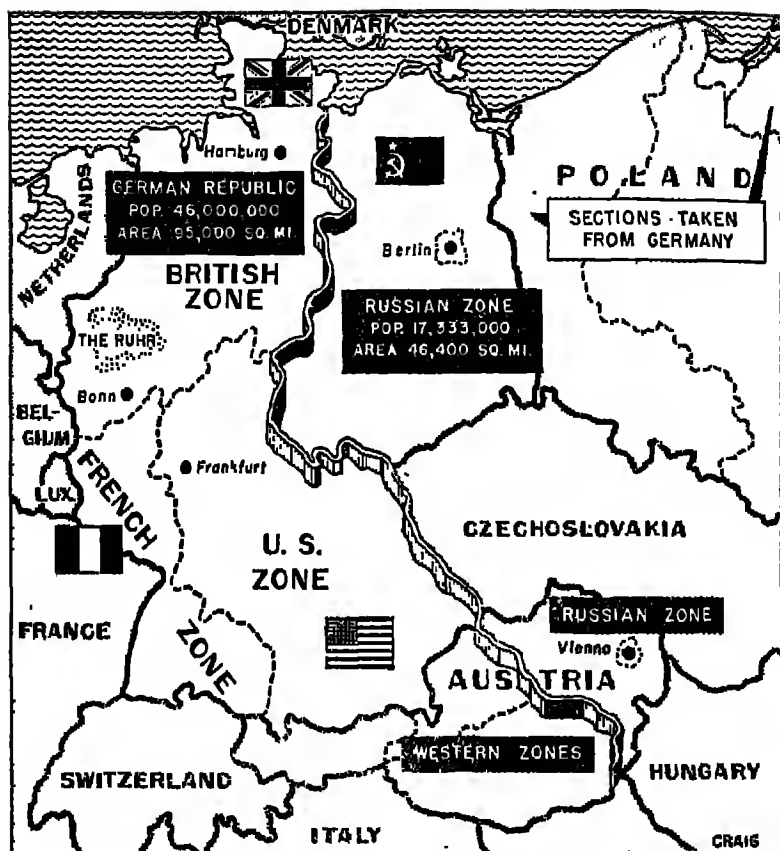 DENMARK
Hamburg
GERMAN REPUBLIC
POP. 46,000,000
AREA 95,000 SQ. MI.
NETHERLANDS
BRITISH
ZONE
POLAND
SECTIONS - TAKEN
FROM GERMANY
Berlin
RUSSIAN ZONE
POP. 17,333,000
AREA 46,400 SQ. MI.
THE RUHR
Bonn
BEL-
GIUM
LUX.
FRENCH
ZONE
Frankfurt
U. S.
ZONE
CZECHOSLOVAKIA
FRANCE
RUSSIAN ZONE
Vienna
AUSTRIA
WESTERN ZONES
SWITZERLAND
HUNGARY
ITALY
CRAIG